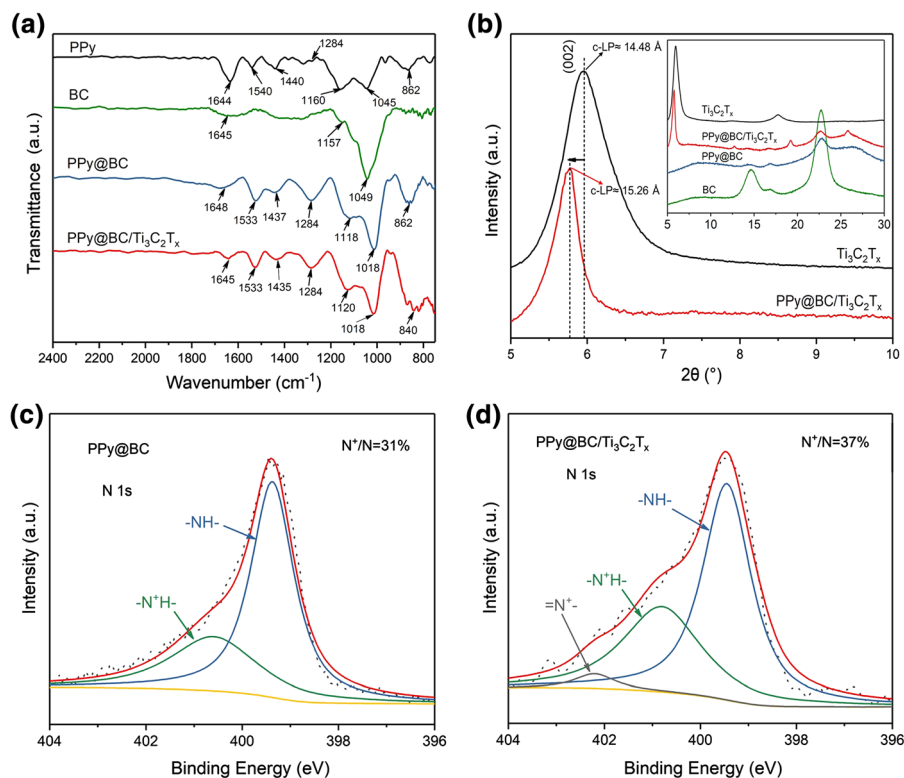 (a)
PPy
1284
1644
1540
1440
1160
1045
862
BC
1645
1157
1049
PPy@BC
1648
1533
1437
1284
1118
1018
862
PPy@BC/Ti₃C₂Tₓ
1645
1533
1435
1284
1120
1018
840
Transmittance (a.u.)
2400 2200 2000 1800 1600 1400 1200 1000 800
Wavenumber (cm⁻¹)
(b)
(002)
c-LP≈ 14.48 Å
c-LP≈ 15.26 Å
Ti₃C₂Tₓ
PPy@BC/Ti₃C₂Tₓ
Intensity (a.u.)
5 6 7 8 9 10
2θ (°)
Ti₃C₂Tₓ
PPy@BC/Ti₃C₂Tₓ
PPy@BC
BC
5 10 15 20 25 30
(c)
PPy@BC
N⁺/N=31%
N 1s
-NH-
-N⁺H-
Intensity (a.u.)
404 402 400 398 396
Binding Energy (eV)
(d)
PPy@BC/Ti₃C₂Tₓ
N⁺/N=37%
N 1s
-NH-
-N⁺H-
=N⁺-
Intensity (a.u.)
404 402 400 398 396
Binding Energy (eV)